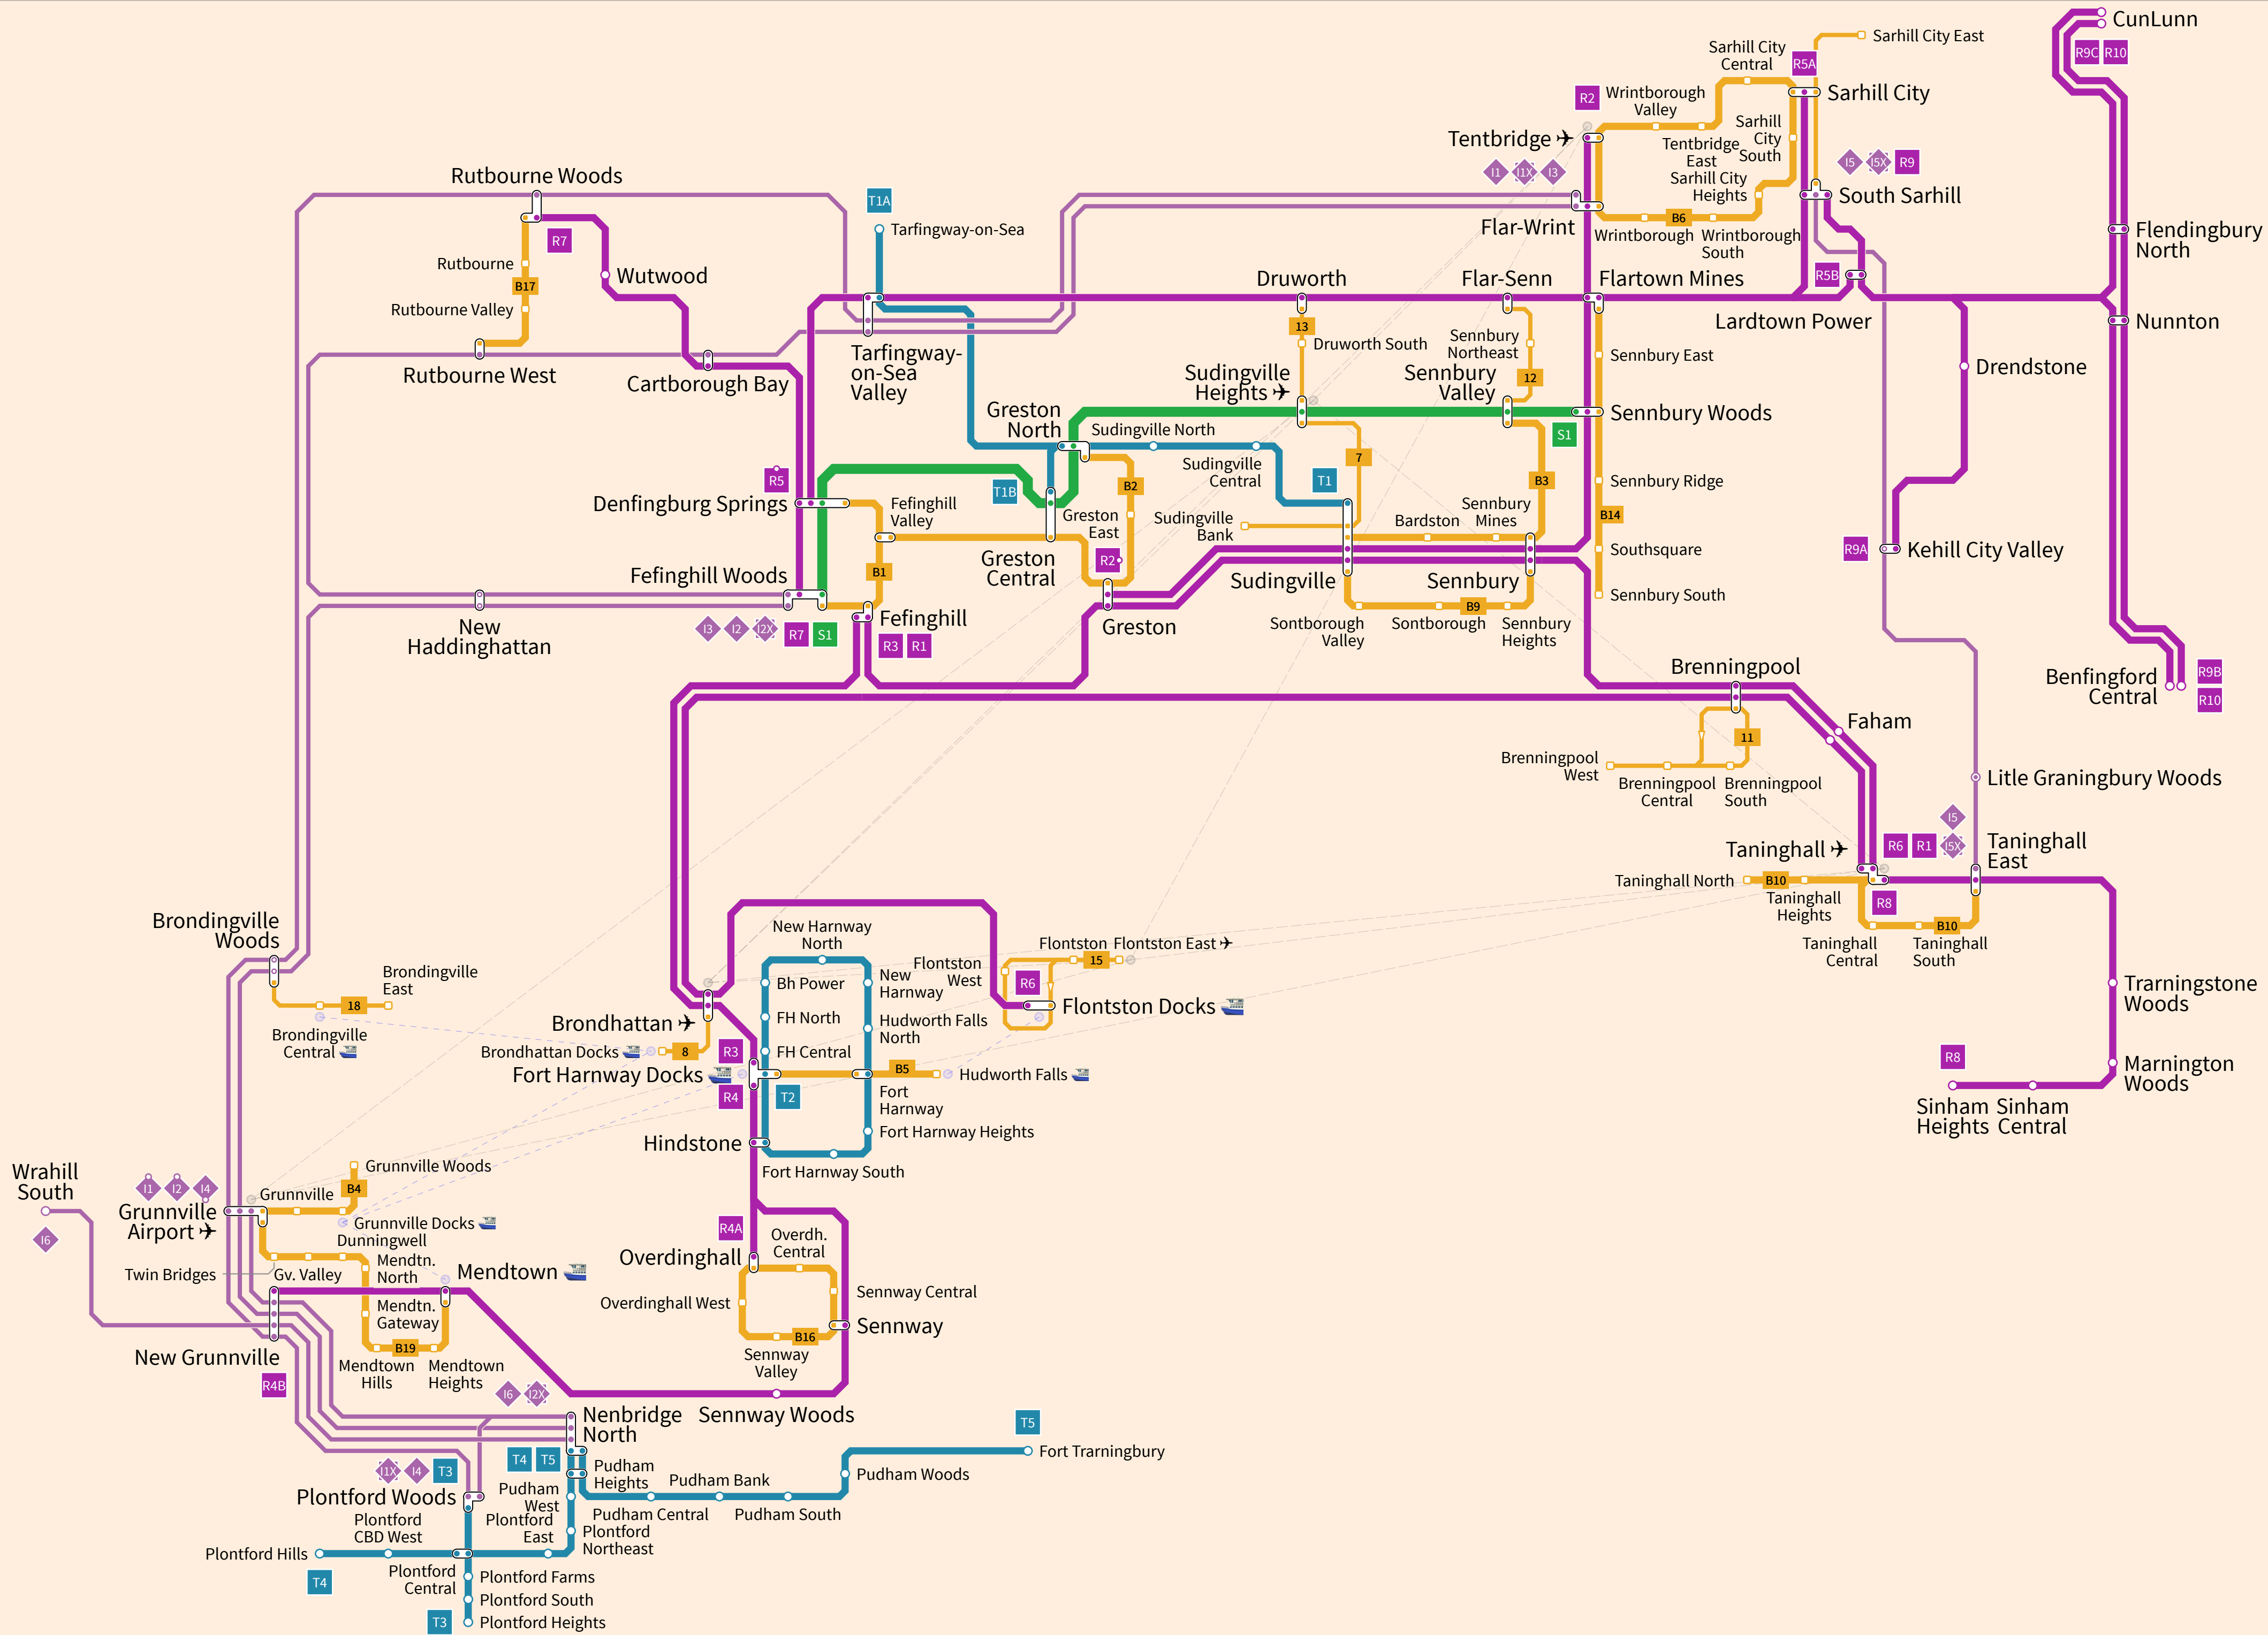 CunLunn
R9C
R10
Sarhill City East
Sarhill City
Central
R5A
Sarhill City
R2
Wrintborough
Valley
Tentbridge ✈
Tentbridge
East
Sarhill
City
South
Sarhill City
Heights
I1
I1X
I3
I5
I5X
R9
South Sarhill
Flar-Wrint
Wrintborough
B6
Wrintborough
South
Flendingbury
North
Rutbourne Woods
R7
Rutbourne
B17
Rutbourne Valley
Rutbourne West
Wutwood
Cartborough Bay
T1A
Tarfingway-on-Sea
Tarfingway-
on-Sea
Valley
Druworth
13
Druworth South
Flar-Senn
Sennbury
Northeast
12
Flartown Mines
R5B
Lardtown Power
Nunnton
Sennbury East
Drendstone
Sudingville
Heights ✈
Sennbury
Valley
Sennbury Woods
S1
Greston
North
Sudingville North
Sudingville
Central
7
T1
B3
B2
Sennbury Ridge
B14
R5
Denfingburg Springs
Fefinghill
Valley
T1B
Greston
East
Sudingville
Bank
Bardston
Sennbury
Mines
Southsquare
R9A
Kehill City Valley
Greston
Central
R2
Fefinghill Woods
B1
Sudingville
Sennbury
Sennbury South
New
Haddinghattan
I3
I2
I2X
R7
S1
Fefinghill
R3
R1
Greston
Sontborough
Valley
Sontborough
B9
Sennbury
Heights
Brenningpool
Benfingford
Central
R9B
R10
Faham
11
Brenningpool
West
Brenningpool
Central
Brenningpool
South
Litle Graningbury Woods
I5
I5X
Taninghall ✈
R6
R1
Taninghall
East
Taninghall North
B10
Taninghall
Heights
R8
B10
Taninghall
Central
Taninghall
South
Trarningstone
Woods
Marnington
Woods
R8
Sinham
Heights
Sinham
Central
Brondingville
Woods
Brondingville
East
18
Brondingville
Central
New Harnway
North
Bh Power
New
Harnway
FH North
Hudworth Falls
North
FH Central
Brondhattan ✈
Brondhattan Docks
8
R3
Fort Harnway Docks
R4
T2
B5
Hudworth Falls
Fort
Harnway
Hindstone
Fort Harnway Heights
Fort Harnway South
Flontston
Flontston East ✈
15
Flontston
West
R6
Flontston Docks
Wrahill
South
I6
I1
I2
I4
Grunnville
Airport ✈
Grunnville
Grunnville Woods
B4
Grunnville Docks
Dunningwell
Twin Bridges
Gv. Valley
Mendtn.
North
Mendtown
Mendtn.
Gateway
New Grunnville
B19
Mendtown
Hills
Mendtown
Heights
R4B
R4A
Overdinghall
Overdh.
Central
Overdinghall West
Sennway Central
B16
Sennway
Sennway
Valley
Sennway Woods
I6
I2X
Nenbridge
North
T5
Fort Trarningbury
T4
T5
Pudham
Heights
Pudham Bank
Pudham Woods
I1X
I4
T3
Plontford Woods
Pudham
West
Pudham Central
Pudham South
Plontford
CBD West
Plontford
East
Plontford
Northeast
Plontford Hills
T4
Plontford
Central
Plontford Farms
Plontford South
T3
Plontford Heights